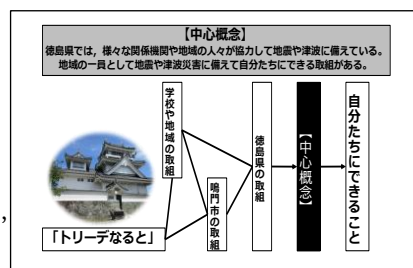 【中心概念】
徳島県では，様々な関係機関や地域の人々が協力して地震や津波に備えている。
地域の一員として地震や津波災害に備えて自分たちにできる取組がある。
学校や地域の取組
鳴門市の取組
徳島県の取組
【中心概念】
自分たちにできること
「トリーデなると」
，